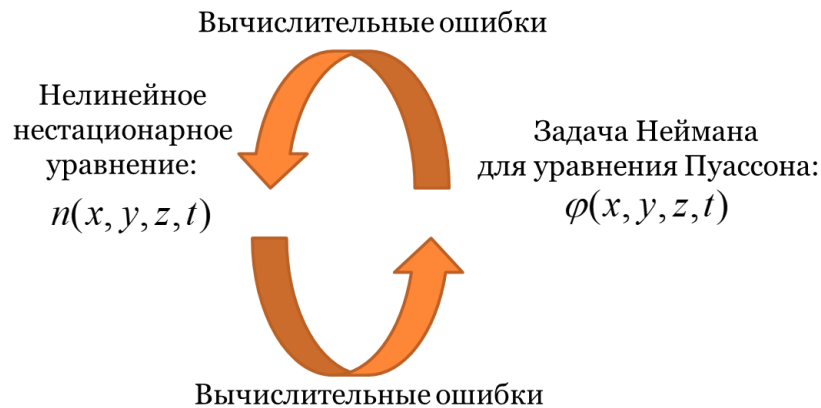 Вычислительные ошибки
Нелинейное
нестационарное
уравнение:
n(x, y, z, t)
Задача Неймана
для уравнения Пуассона:
φ(x, y, z, t)
Вычислительные ошибки